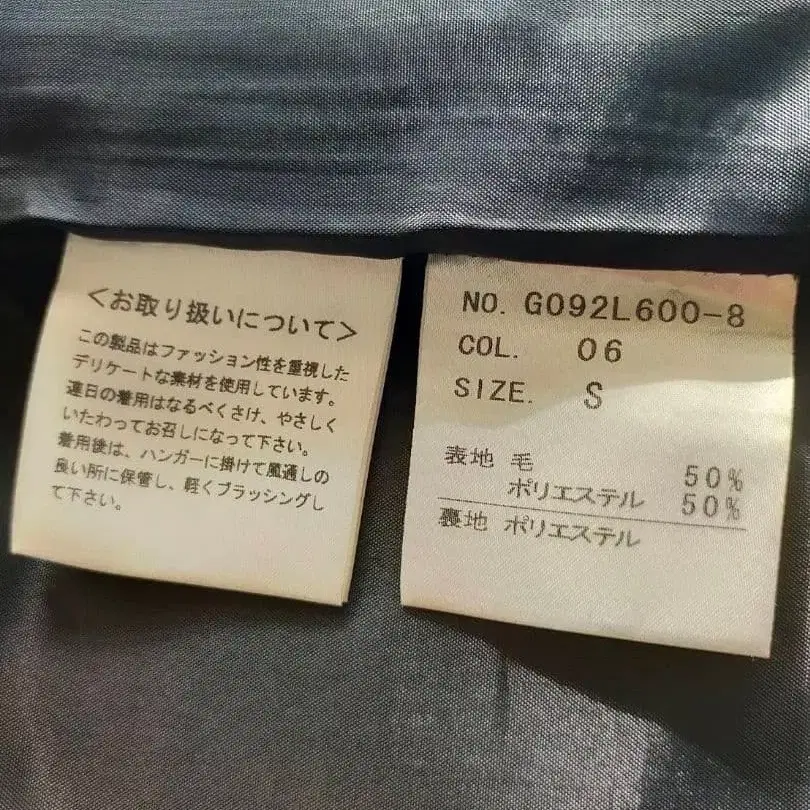 <お取り扱いについて>
この製品はファッション性を重視した
デリケートな素材を使用しています。
連日の着用はなるべくさけ、やさしく
いたわってお召しになって下さい。
着用後は、ハンガーに掛けて風通しの
良い所に保管し、軽くブラッシングし
て下さい。
NO. G092L600-8
COL. 06
SIZE. S
表地 毛 50%
ポリエステル 50%
裏地 ポリエステル